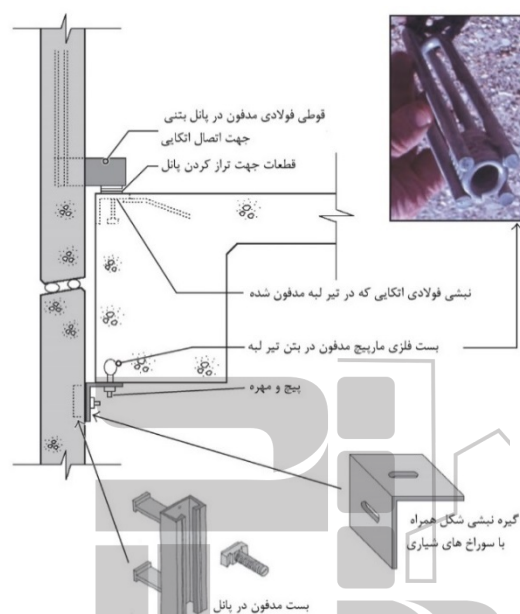 قوطی فولادی مدفون در پانل بتنی
جهت اتصال اتکایی
قطعات جهت تراز کردن پانل
نبشی فولادی اتکایی که در تیر لبه مدفون شده
بست فلزی مارپیچ مدفون در بتن تیر لبه
پیچ و مهره
گیره نبشی شکل همراه
با سوراخ های شیاری
بست مدفون در پانل